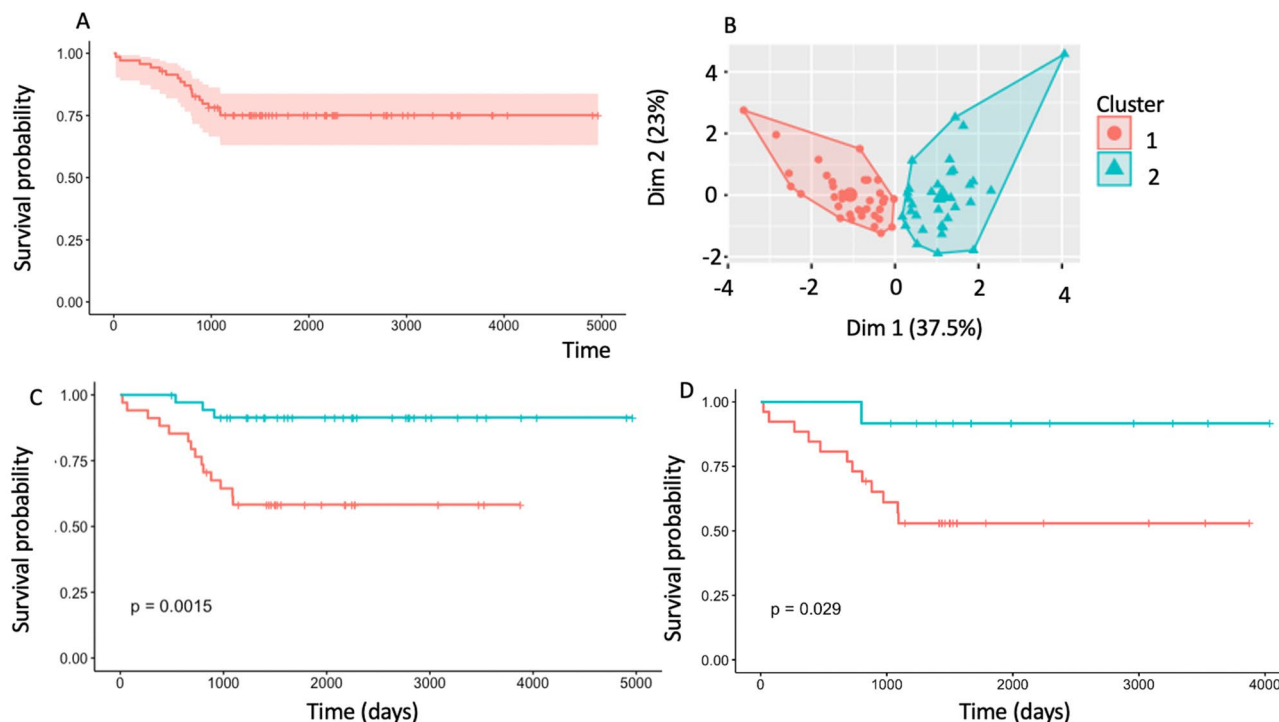 A
Survival probability
1.00
0.75
0.50
0.25
0.00
0 1000 2000 3000 4000 5000
Time
B
Dim 2 (23%)
4
2
0
-2
-4 -2 0 2 4
Dim 1 (37.5%)
Cluster
1
2
C
Survival probability
1.00
.0.75
.0.50
0.25
0.00
p = 0.0015
0 1000 2000 3000 4000 5000
Time (days)
D
Survival probability
1.00
0.75
0.50
0.25
0.00
p = 0.029
0 1000 2000 3000 4000
Time (days)